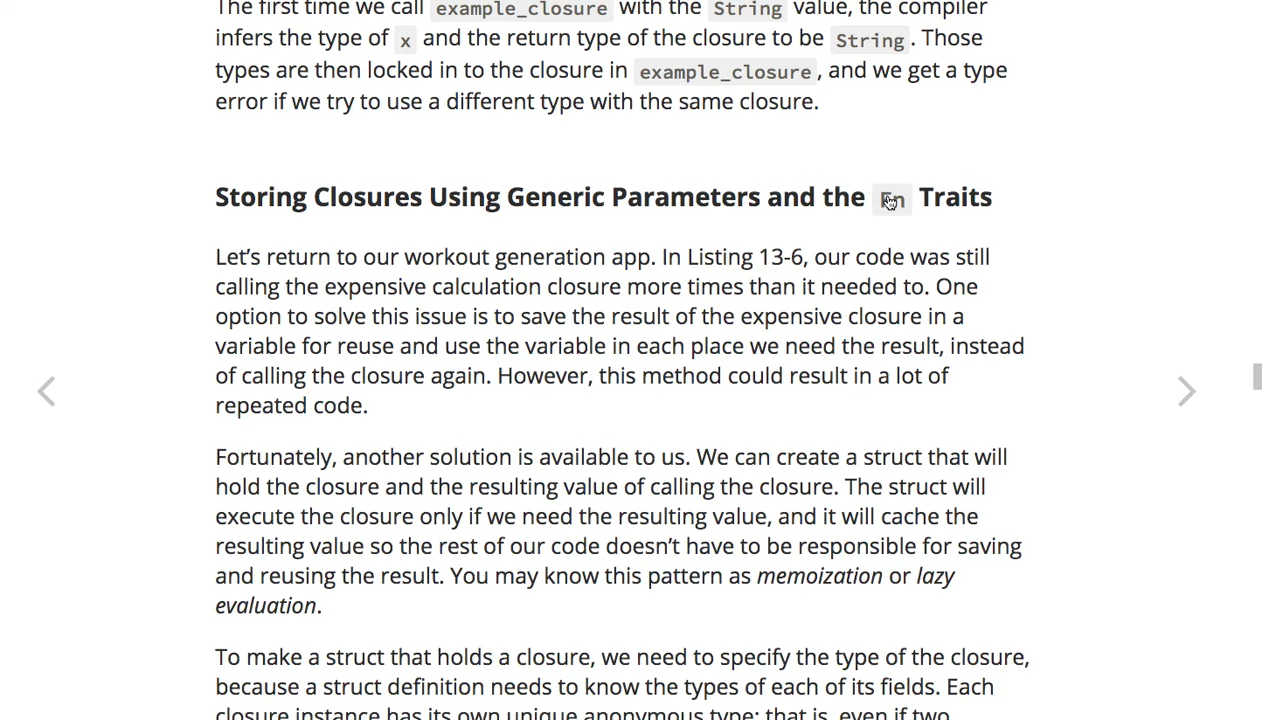 The first time we call example_closure with the String value, the compiler
infers the type of x and the return type of the closure to be String. Those
types are then locked in to the closure in example_closure, and we get a type
error if we try to use a different type with the same closure.
Storing Closures Using Generic Parameters and the Fn Traits
Let’s return to our workout generation app. In Listing 13-6, our code was still
calling the expensive calculation closure more times than it needed to. One
option to solve this issue is to save the result of the expensive closure in a
variable for reuse and use the variable in each place we need the result, instead
of calling the closure again. However, this method could result in a lot of
repeated code.
Fortunately, another solution is available to us. We can create a struct that will
hold the closure and the resulting value of calling the closure. The struct will
execute the closure only if we need the resulting value, and it will cache the
resulting value so the rest of our code doesn’t have to be responsible for saving
and reusing the result. You may know this pattern as memoization or lazy
evaluation.
To make a struct that holds a closure, we need to specify the type of the closure,
because a struct definition needs to know the types of each of its fields. Each
closure instance has its own unique anonymous type: that is, even if two